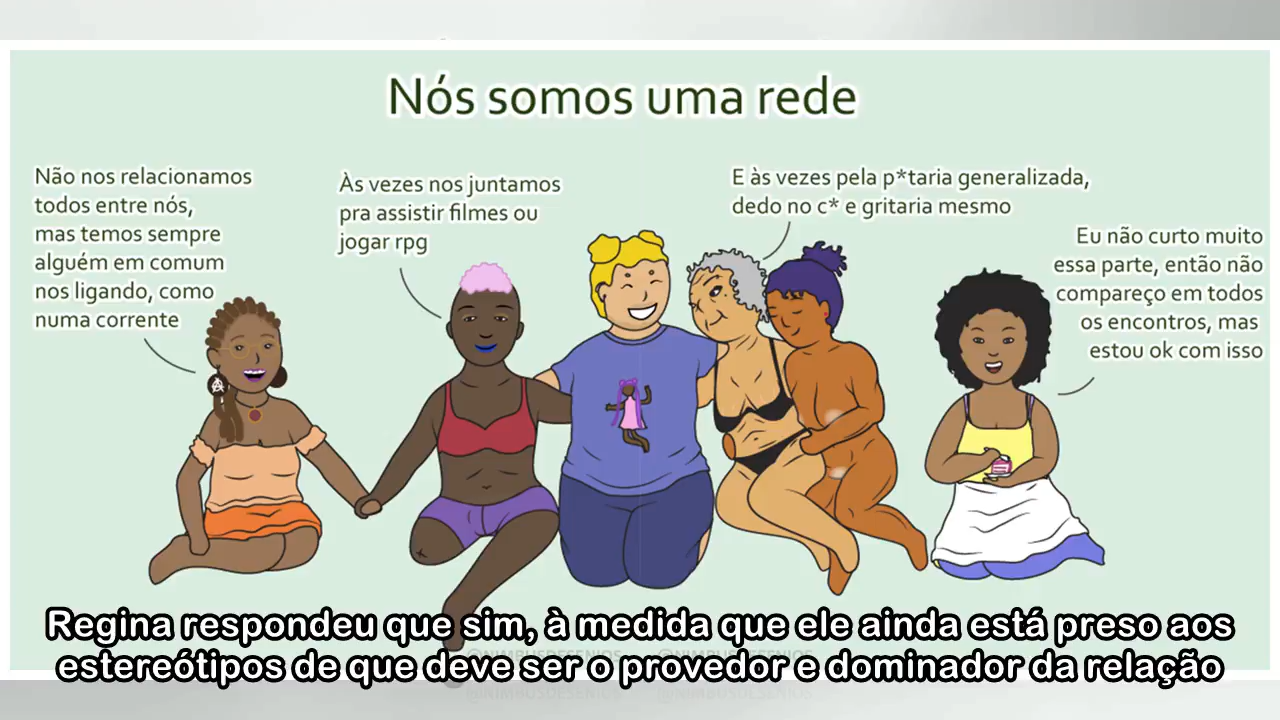 Nós somos uma rede
Não nos relacionamos
todos entre nós,
mas temos sempre
alguém em comum
nos ligando, como
numa corrente
Às vezes nos juntamos
pra assistir filmes ou
jogar rpg
E às vezes pela p*taria generalizada,
dedo no c* e gritaria mesmo
Eu não curto muito
essa parte, então não
compareço em todos
os encontros, mas
estou ok com isso
Regina respondeu que sim, à medida que ele ainda está preso aos
estereótipos de que deve ser o provedor e dominador da relação
@NIMBUSDESENIOS @NIMBUSDESENIOS